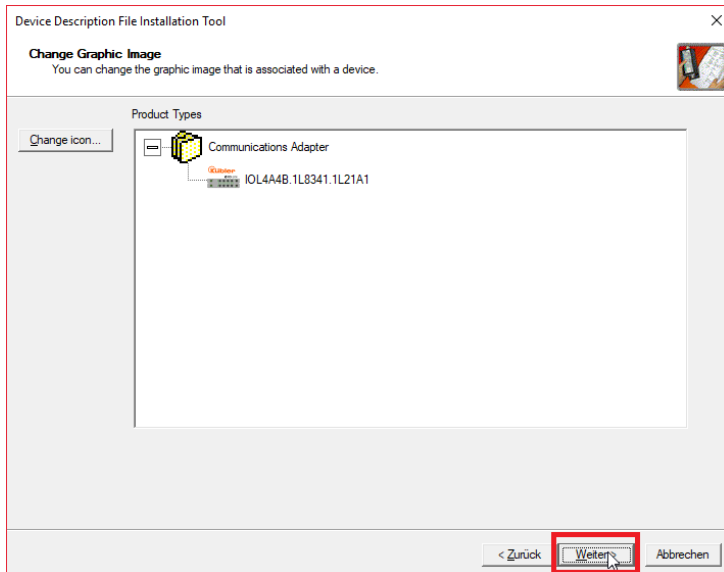 Device Description File Installation Tool
Change Graphic Image
You can change the graphic image that is associated with a device.
Product Types
Change icon...
Communications Adapter
Kübler
IOL4A4B.1L8341.1L21A1
< Zurück
Weiter >
Abbrechen